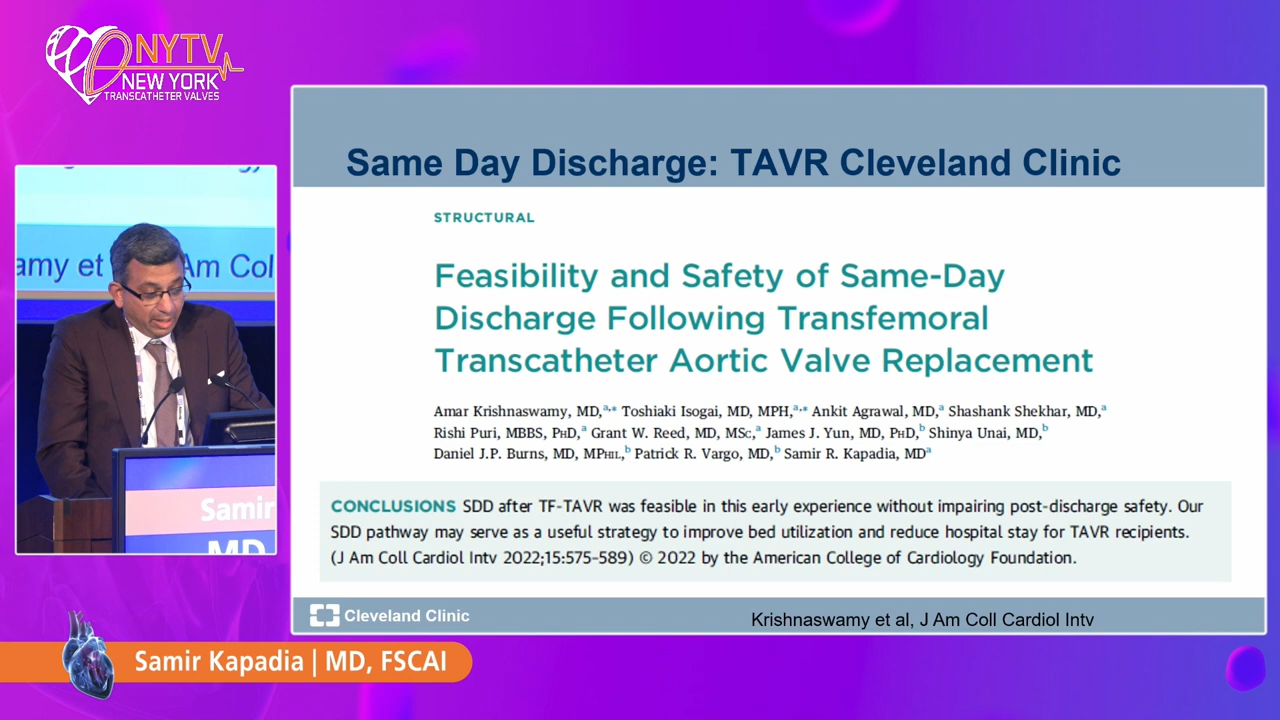 NYTV
NEW YORK
TRANSCATHETER VALVES
Same Day Discharge: TAVR Cleveland Clinic
STRUCTURAL
Feasibility and Safety of Same-Day
Discharge Following Transfemoral
Transcatheter Aortic Valve Replacement
Amar Krishnaswamy, MD,a,* Toshiaki Isogai, MD, MPH,a,* Ankit Agrawal, MD,a Shashank Shekhar, MD,a
Rishi Puri, MBBS, PHD,a Grant W. Reed, MD, MSC,a James J. Yun, MD, PHD,b Shinya Unai, MD,b
Daniel J.P. Burns, MD, MPHIL,b Patrick R. Vargo, MD,b Samir R. Kapadia, MDa
CONCLUSIONS SDD after TF-TAVR was feasible in this early experience without impairing post-discharge safety. Our
SDD pathway may serve as a useful strategy to improve bed utilization and reduce hospital stay for TAVR recipients.
(J Am Coll Cardiol Intv 2022;15:575–589) © 2022 by the American College of Cardiology Foundation.
Cleveland Clinic
Krishnaswamy et al, J Am Coll Cardiol Intv
amy et
Am Col
Samir
MD
Samir Kapadia | MD, FSCAI